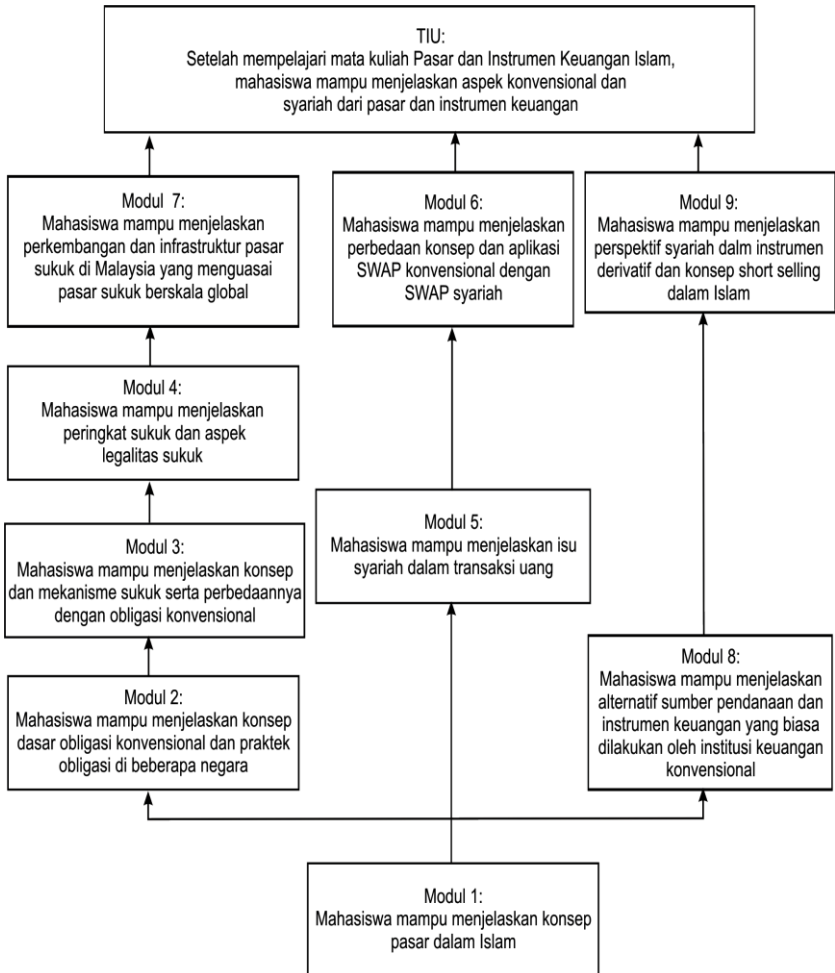 TIU:
Setelah mempelajari mata kuliah Pasar dan Instrumen Keuangan Islam,
mahasiswa mampu menjelaskan aspek konvensional dan
syariah dari pasar dan instrumen keuangan
Modul 7:
Mahasiswa mampu menjelaskan
perkembangan dan infrastruktur pasar
sukuk di Malaysia yang menguasai
pasar sukuk berskala global
Modul 6:
Mahasiswa mampu menjelaskan
perbedaan konsep dan aplikasi
SWAP konvensional dengan
SWAP syariah
Modul 9:
Mahasiswa mampu menjelaskan
perspektif syariah dalm instrumen
derivatif dan konsep short selling
dalam Islam
Modul 4:
Mahasiswa mampu menjelaskan
peringkat sukuk dan aspek
legalitas sukuk
Modul 5:
Mahasiswa mampu menjelaskan isu
syariah dalam transaksi uang
Modul 3:
Mahasiswa mampu menjelaskan konsep
dan mekanisme sukuk serta perbedaannya
dengan obligasi konvensional
Modul 8:
Mahasiswa mampu menjelaskan
alternatif sumber pendanaan dan
instrumen keuangan yang biasa
dilakukan oleh institusi keuangan
konvensional
Modul 2:
Mahasiswa mampu menjelaskan konsep
dasar obligasi konvensional dan praktek
obligasi di beberapa negara
Modul 1:
Mahasiswa mampu menjelaskan konsep
pasar dalam Islam